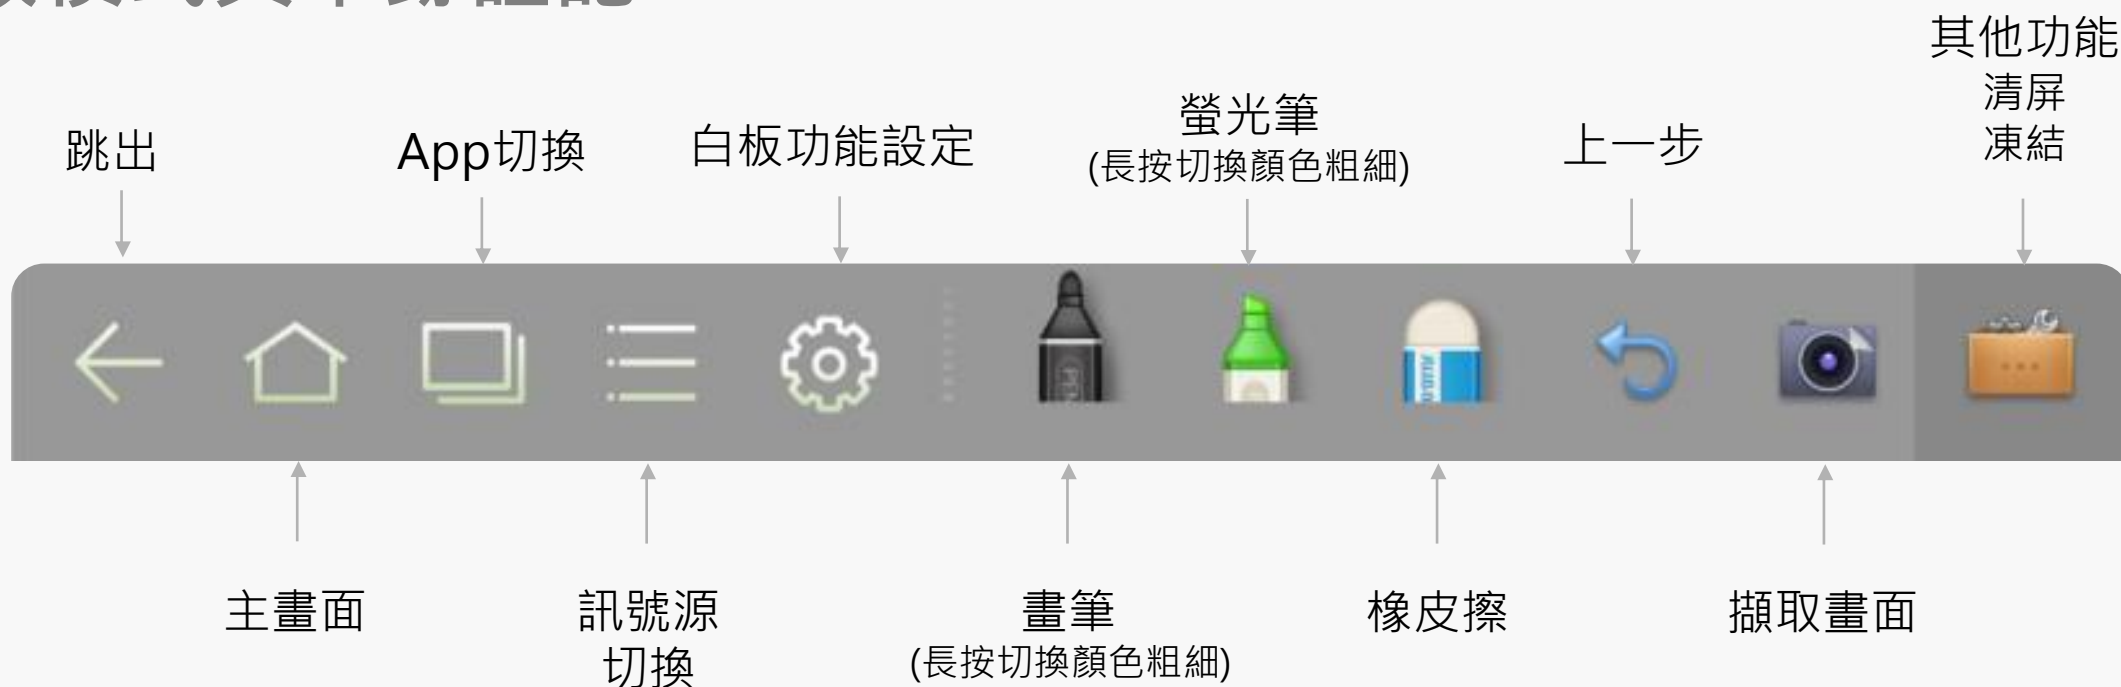 其他功能
清屏
凍結
跳出
App切換
白板功能設定
螢光筆
(長按切換顏色粗細)
上一步
主畫面
訊號源
切換
畫筆
(長按切換顏色粗細)
橡皮擦
擷取畫面